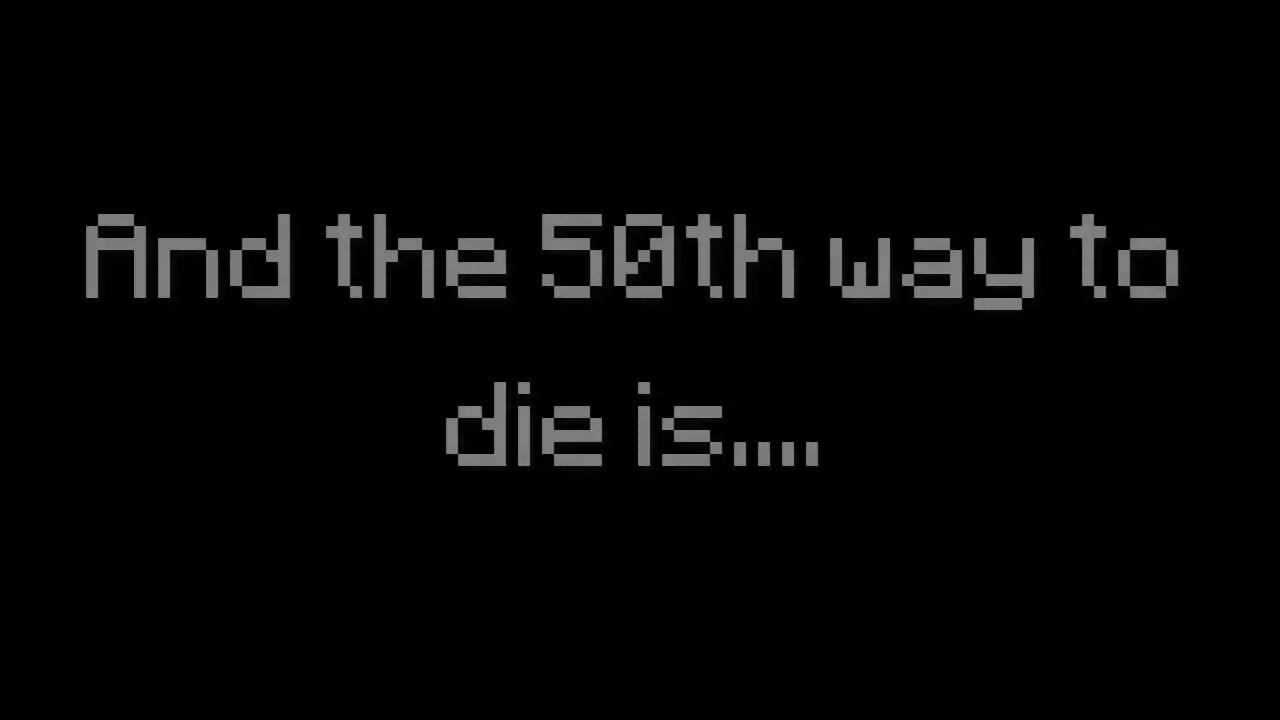 And the 50th way to
die is....